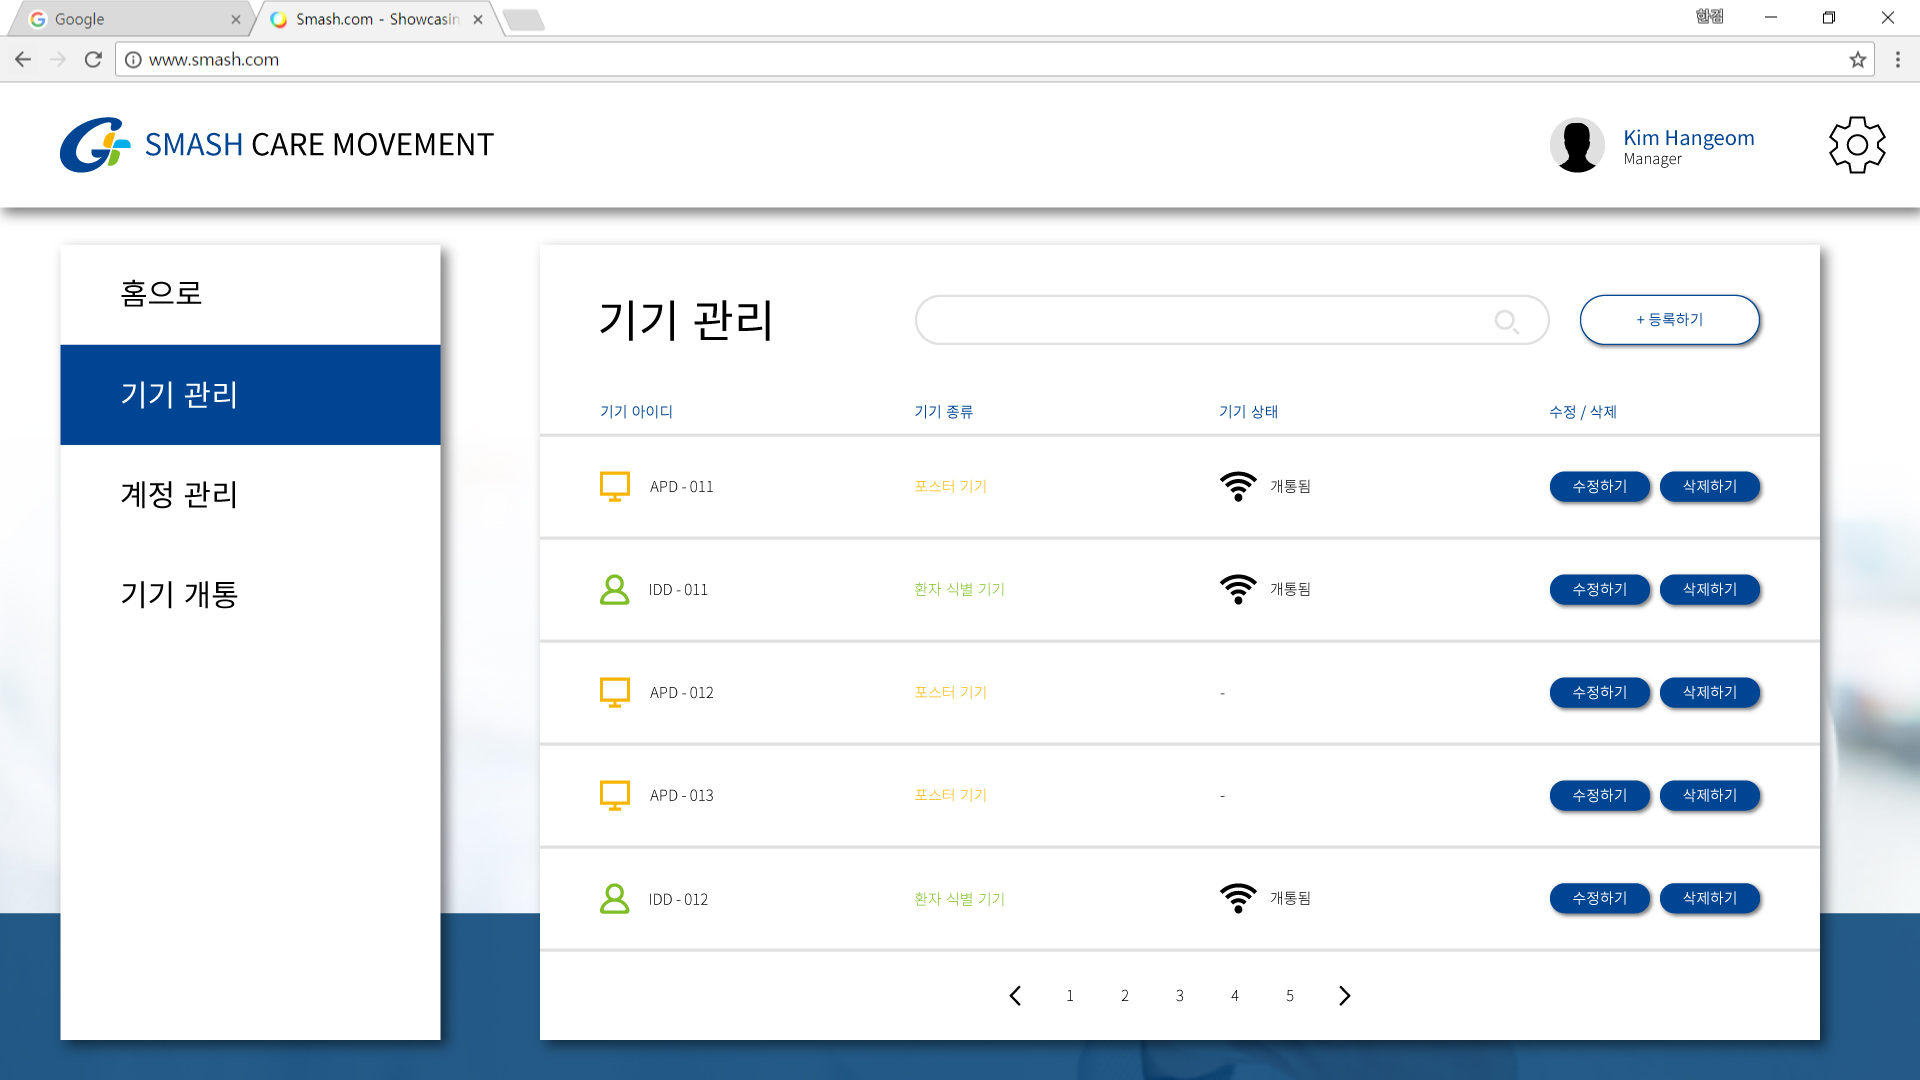 Google
Smash.com - Showcasin
한검
www.smash.com
SMASH CARE MOVEMENT
Kim Hangeom
Manager
홈으로
기기 관리
계정 관리
기기 개통
기기 관리
+ 등록하기
기기 아이디 기기 종류 기기 상태 수정 / 삭제
APD - 011 포스터 기기 개통됨 수정하기 삭제하기
IDD - 011 환자 식별 기기 개통됨 수정하기 삭제하기
APD - 012 포스터 기기 - 수정하기 삭제하기
APD - 013 포스터 기기 - 수정하기 삭제하기
IDD - 012 환자 식별 기기 개통됨 수정하기 삭제하기
1 2 3 4 5